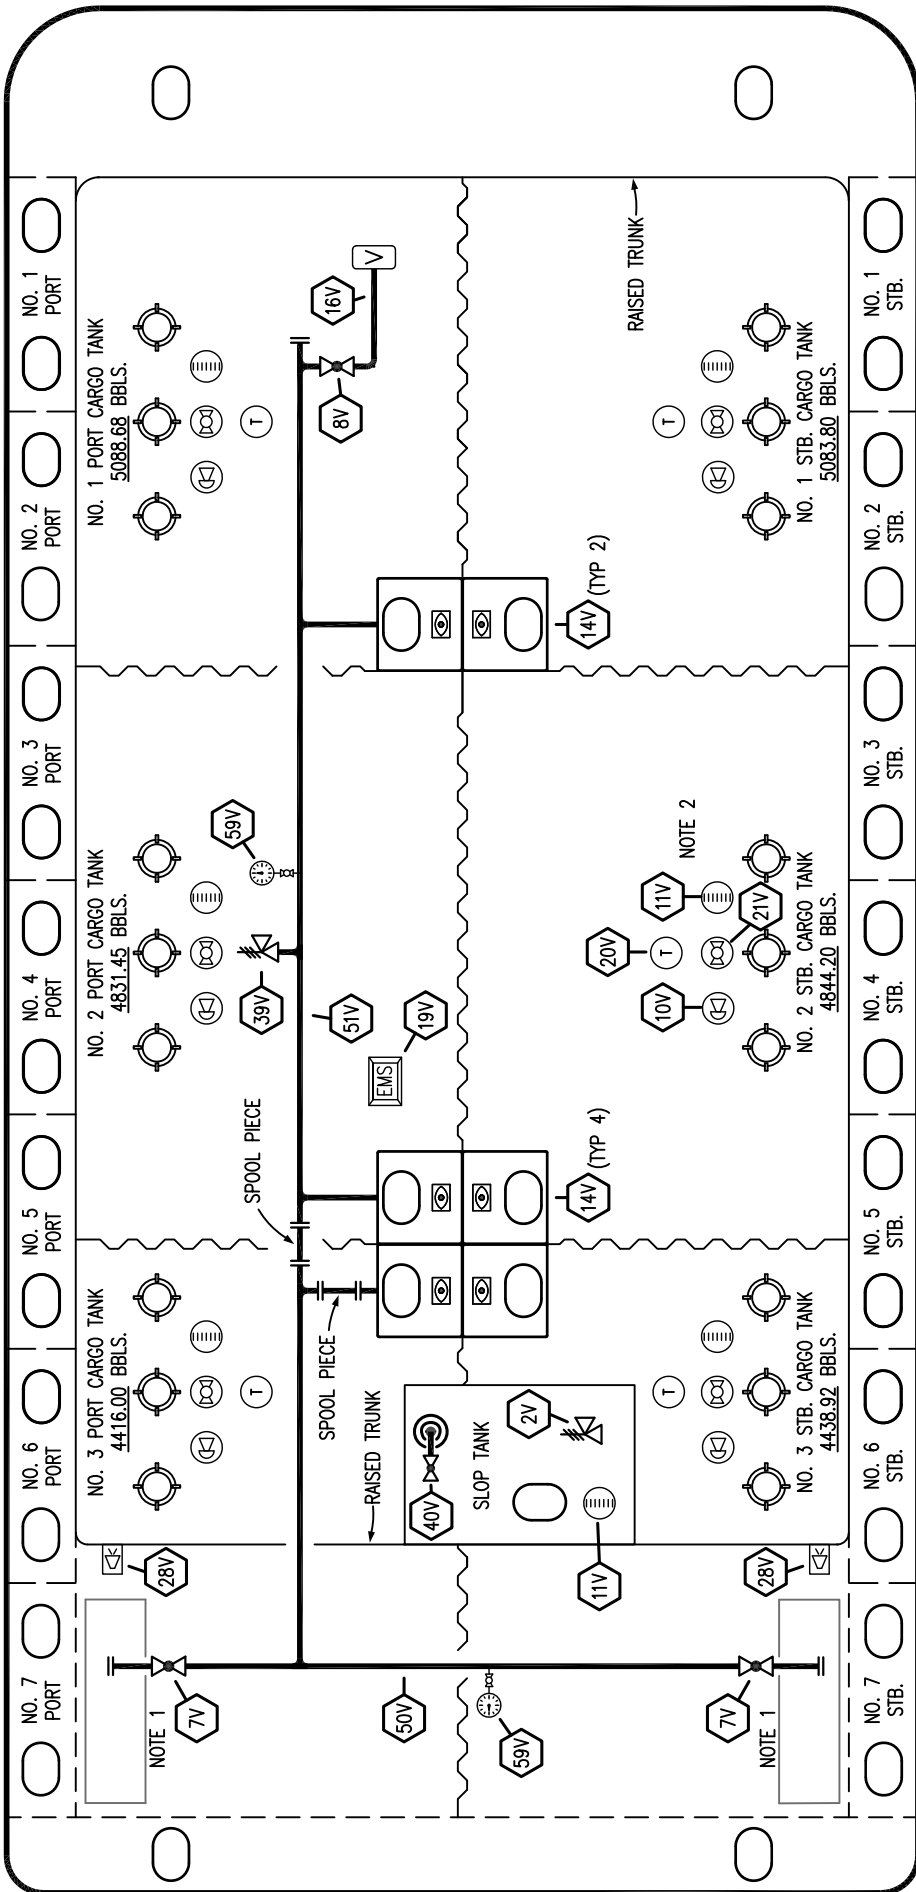 NO. 1
PORT
NO. 2
PORT
NO. 3
PORT
NO. 4
PORT
NO. 5
PORT
NO. 6
PORT
NO. 7
PORT
NO. 1 PORT CARGO TANK
5088.68 BBLS.
T
16V
V
8V
RAISED TRUNK
T
NO. 1 STB. CARGO TANK
5083.80 BBLS.
14V
(TYP 2)
NO. 2 PORT CARGO TANK
4831.45 BBLS.
59V
39V
51V
19V
EMS
NOTE 2
11V
20V
T
21V
10V
NO. 2 STB. CARGO TANK
4844.20 BBLS.
SPOOL PIECE
14V
(TYP 4)
NO. 3 PORT CARGO TANK
4416.00 BBLS.
T
SPOOL PIECE
RAISED TRUNK
40V
SLOP TANK
2V
11V
T
NO. 3 STB. CARGO TANK
4438.92 BBLS.
28V
28V
NOTE 1
7V
50V
59V
7V
NOTE 1
NO. 1
STB.
NO. 2
STB.
NO. 3
STB.
NO. 4
STB.
NO. 5
STB.
NO. 6
STB.
NO. 7
STB.